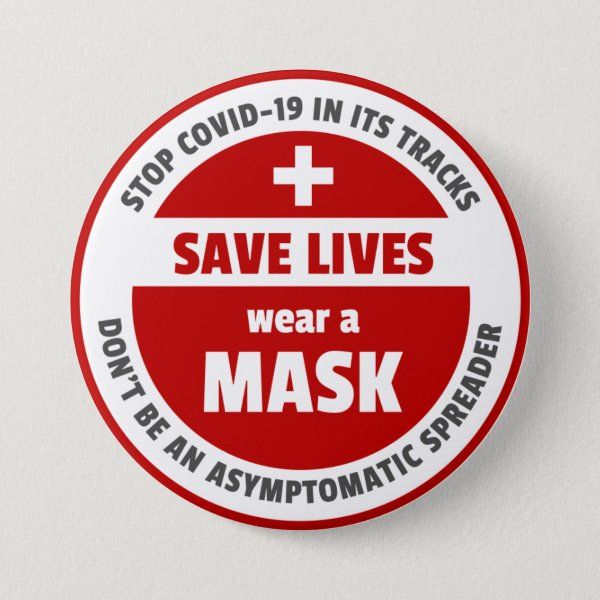 STOP COVID-19 IN ITS TRACKS
SAVE LIVES
wear a
MASK
DON'T BE AN ASYMPTOMATIC SPREADER